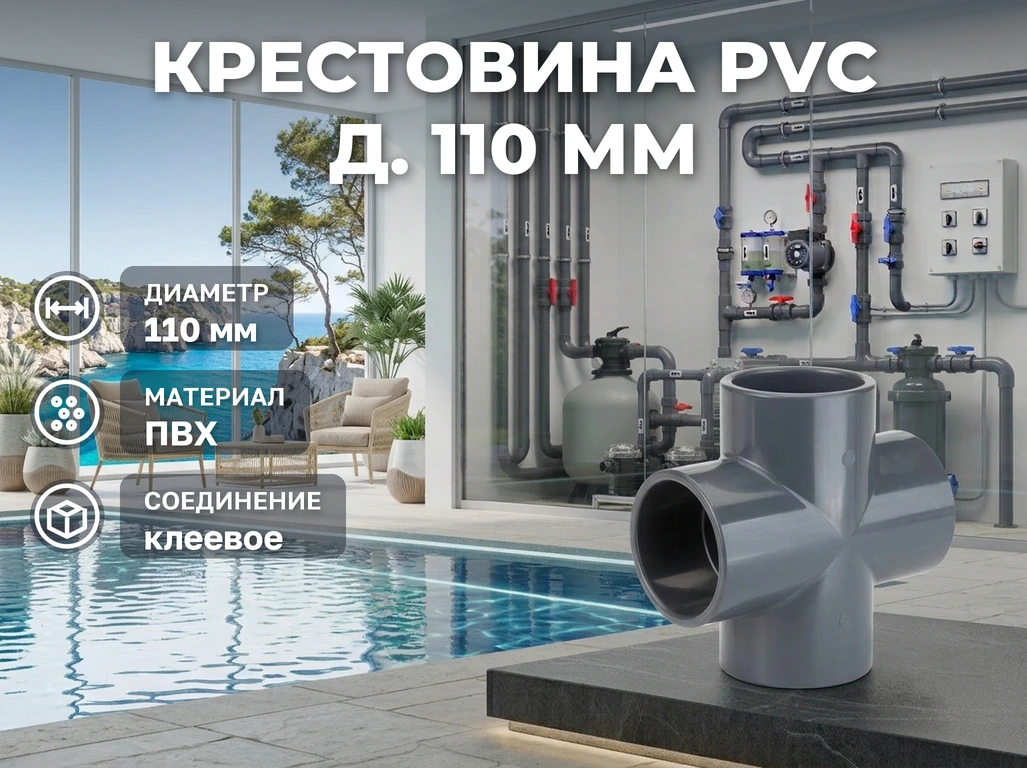 КРЕСТОВИНА PVC
Д. 110 ММ
ДИАМЕТР
110 мм
МАТЕРИАЛ
ПВХ
СОЕДИНЕНИЕ
клеевое